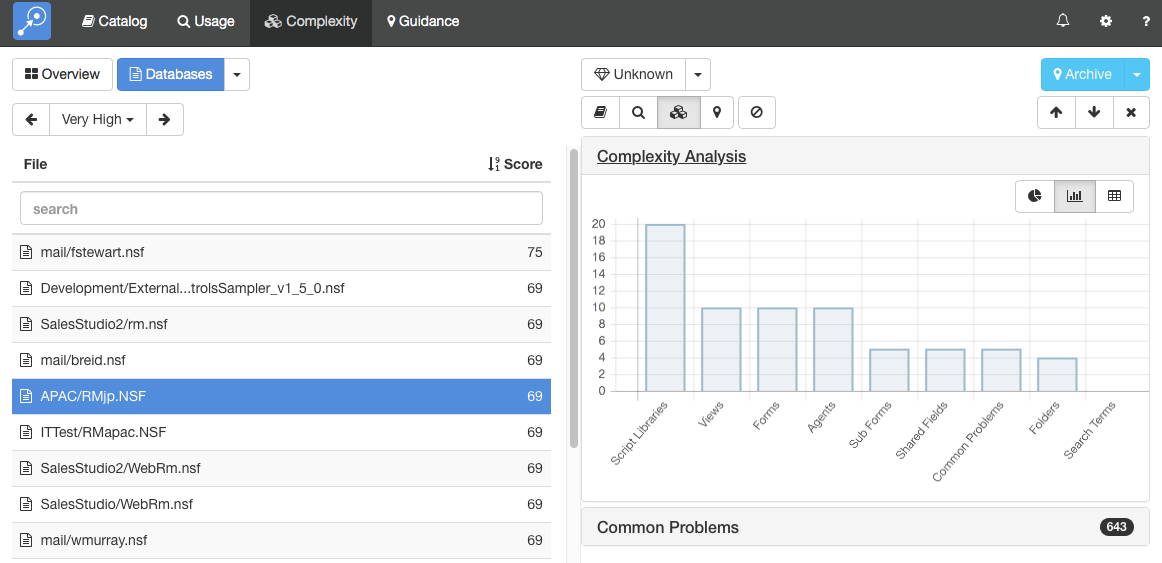 Catalog Usage Complexity Guidance ?
Overview Databases
Very High
File Score
search
mail/fstewart.nsf 75
Development/External...trolsSampler_v1_5_0.nsf 69
SalesStudio2/rm.nsf 69
mail/breid.nsf 69
APAC/RMjp.NSF 69
ITTest/RMapac.NSF 69
SalesStudio2/WebRm.nsf 69
SalesStudio/WebRm.nsf 69
mail/wmurray.nsf 69
Unknown Archive
Complexity Analysis
20
18
16
14
12
10
8
6
4
2
0
Script Libraries
Views
Forms
Agents
Sub Forms
Shared Fields
Common Problems
Folders
Search Terms
Common Problems 643